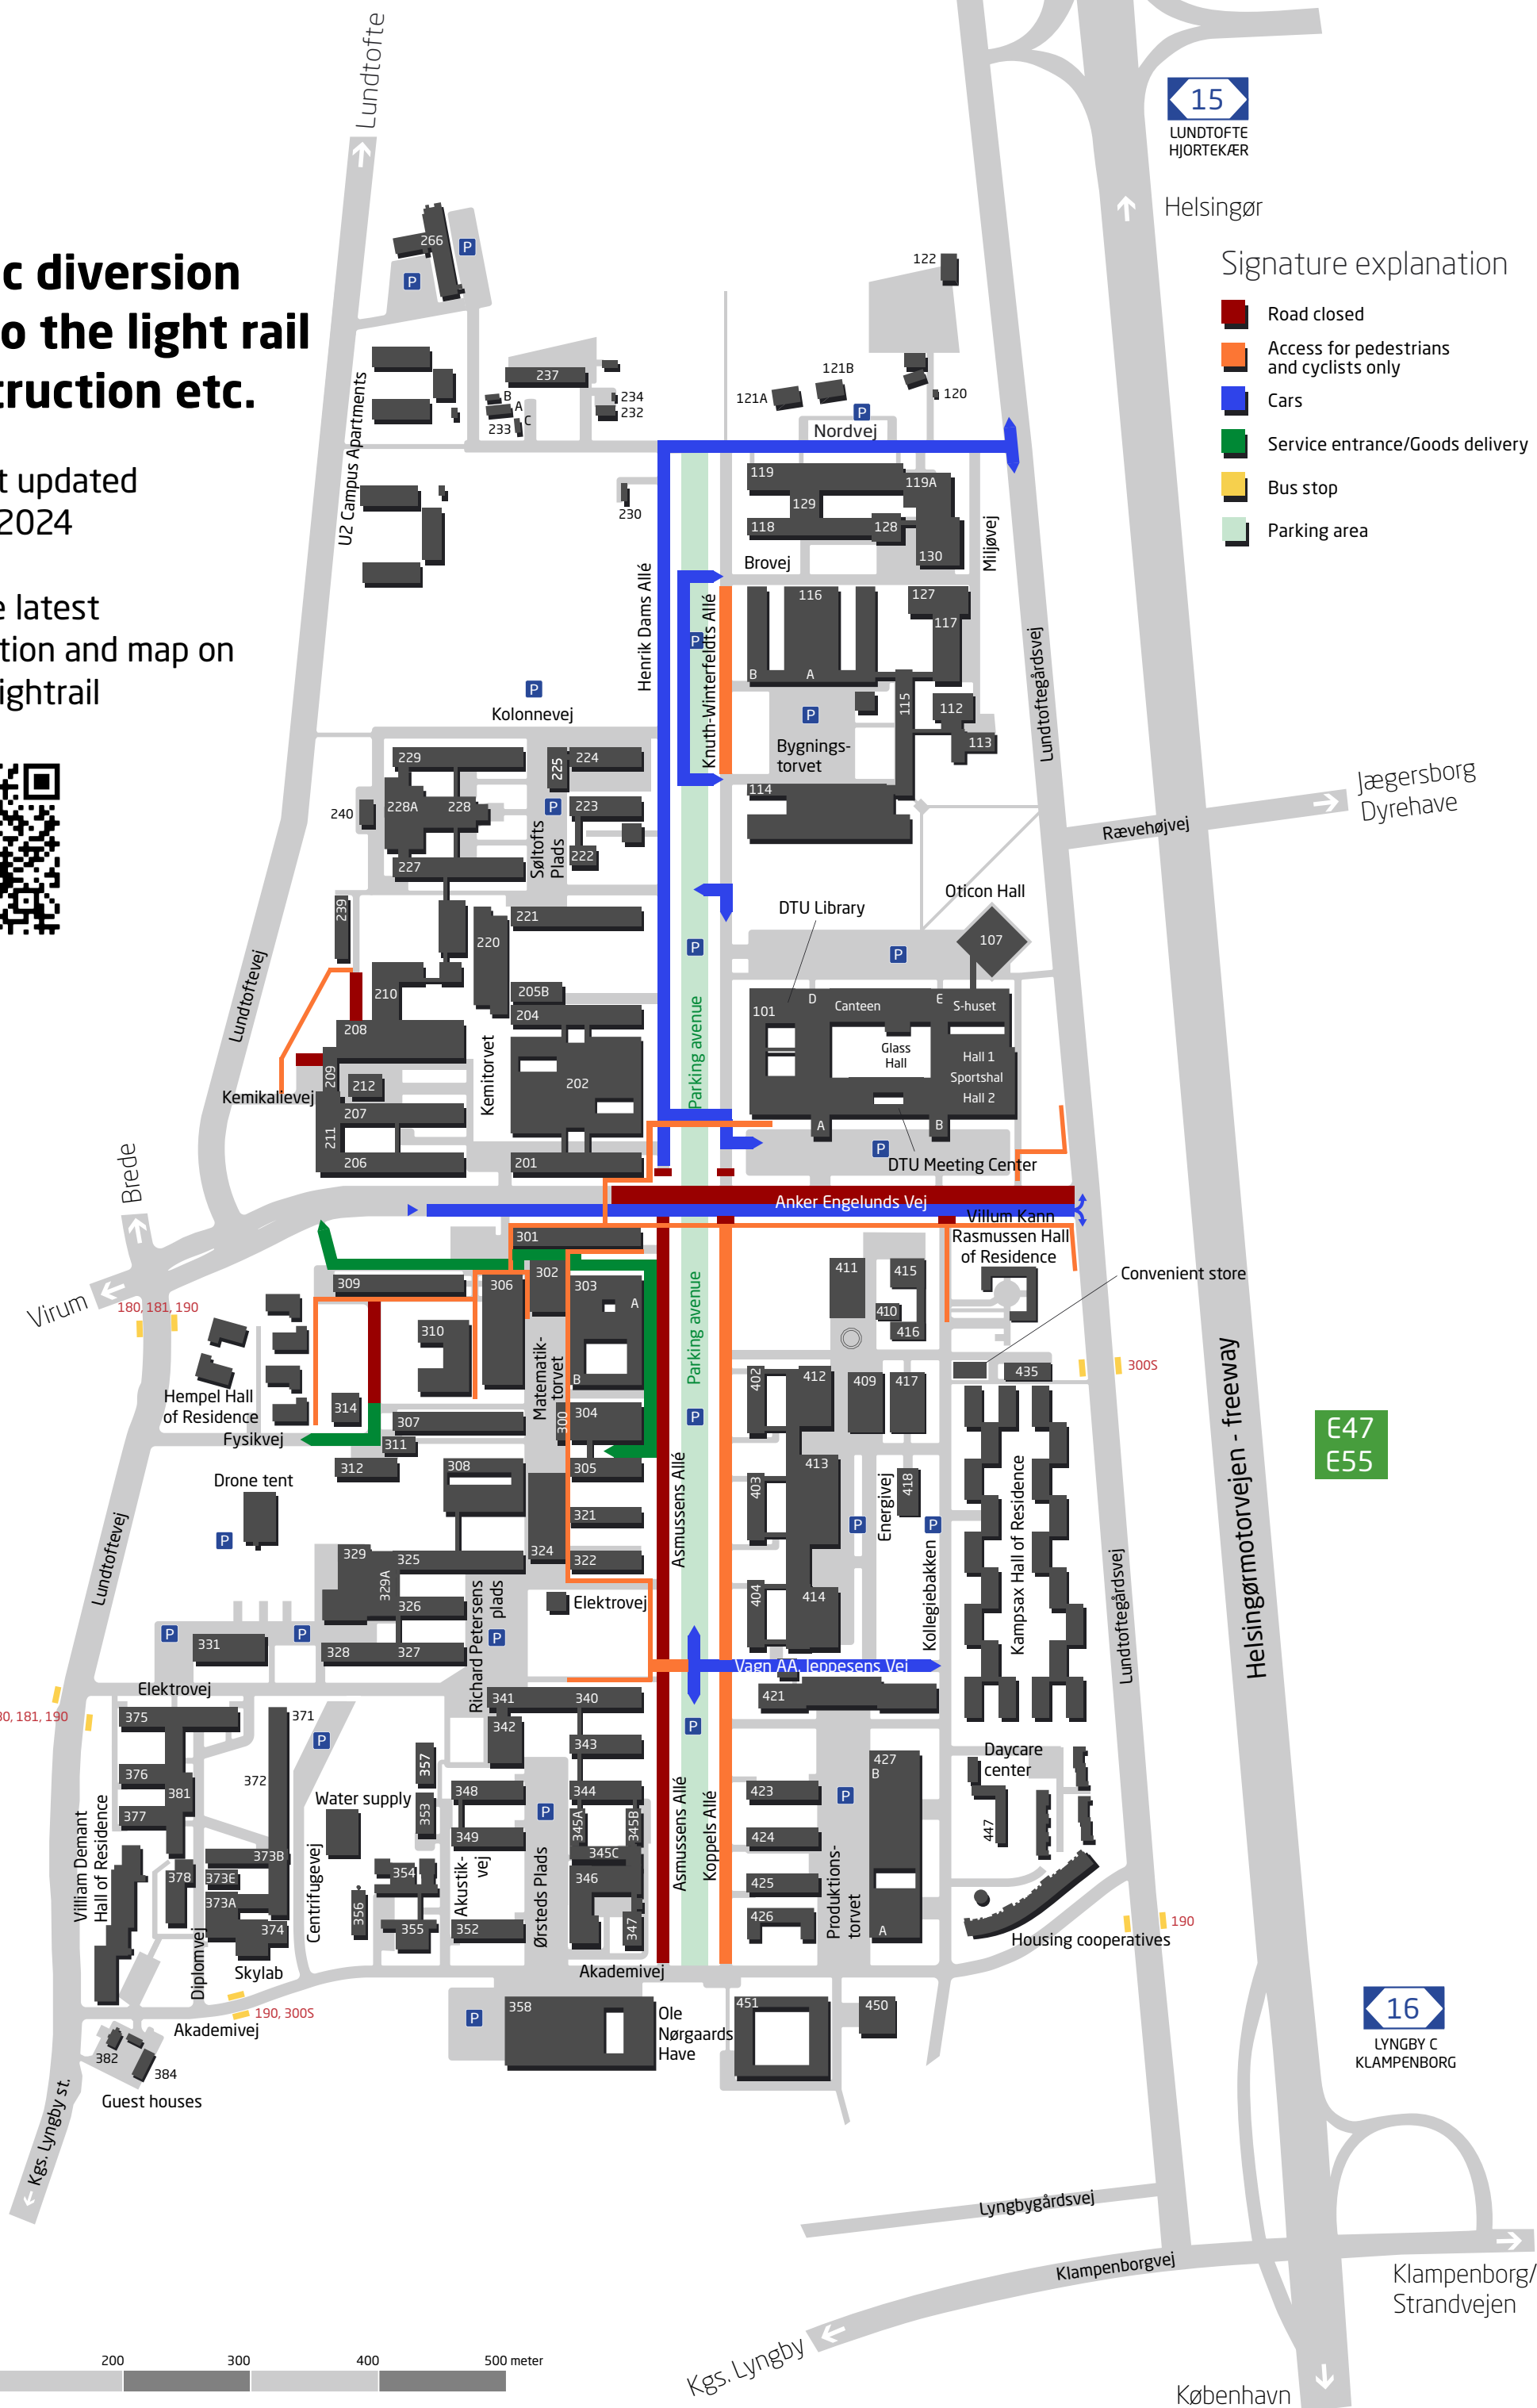 Lundtofte
15
LUNDTOFTE
HJORTEKÆR
Helsingør
c diversion
o the light rail
truction etc.
t updated
2024
e latest
tion and map on
ightrail
Signature explanation
Road closed
Access for pedestrians
and cyclists only
Cars
Service entrance/Goods delivery
Bus stop
Parking area
266
P
P
122
237
B
A
C
233
234
232
121A
121B
120
P
Nordvej
U2 Campus Apartments
230
119
119A
129
118
128
130
Miljøvej
Brovej
Henrik Dams Allé
Knuth-Winterfeldts Allé
P
116
127
117
B
A
115
112
113
P
Bygnings-
torvet
114
Lundtoftegårdsvej
P
Kolonnevej
229
225
224
228A
228
P
223
240
222
227
Søltofts
Plads
Rævehøjvej
Jægersborg
Dyrehave
239
221
220
Oticon Hall
DTU Library
107
P
P
Lundtoftevej
210
205B
204
208
209
212
Kemikalievej
207
211
206
Kemitorvet
202
201
Parking avenue
101
D
Canteen
E
S-huset
Glass
Hall
Hall 1
Sportshal
Hall 2
A
B
P
DTU Meeting Center
Brede
Virum
Anker Engelunds Vej
Villum Kann
Rasmussen Hall
of Residence
Convenient store
301
302
303
A
B
306
309
310
314
180, 181, 190
Hempel Hall
of Residence
Fysikvej
307
311
312
308
Matematik-
torvet
300
304
305
321
322
324
Parking avenue
P
Asmussens Allé
411
415
410
416
402
412
409
417
435
300S
413
403
418
Energivej
P
P
Kollegiebakken
Kampsax Hall of Residence
404
414
Lundtoftegårdsvej
Helsingørmotorvejen - freeway
E47
E55
Drone tent
P
Lundtoftevej
329
325
329A
326
328
327
P
331
P
Richard Petersens
plads
P
Elektrovej
Vagn AA. Jeppesens Vej
Elektrovej
0, 181, 190
375
371
376
381
377
372
P
341
340
342
343
P
421
344
348
357
353
349
345A
345B
345C
346
347
P
Water supply
Asmussens Allé
Koppels Allé
423
424
425
426
P
427
B
A
Produktions-
torvet
Daycare
center
447
Villiam Demant
Hall of Residence
378
373B
373E
373A
374
Diplomvej
Skylab
Centrifugevej
354
356
355
352
Akustik-
vej
Ørsteds Plads
Akademivej
190
Housing cooperatives
190, 300S
Akademivej
382
384
Guest houses
P
358
Ole
Nørgaards
Have
451
450
16
LYNGBY C
KLAMPENBORG
Kgs. Lyngby st.
Lyngbygårdsvej
Klampenborgvej
Klampenborg/
Strandvejen
Kgs. Lyngby
København
200
300
400
500 meter